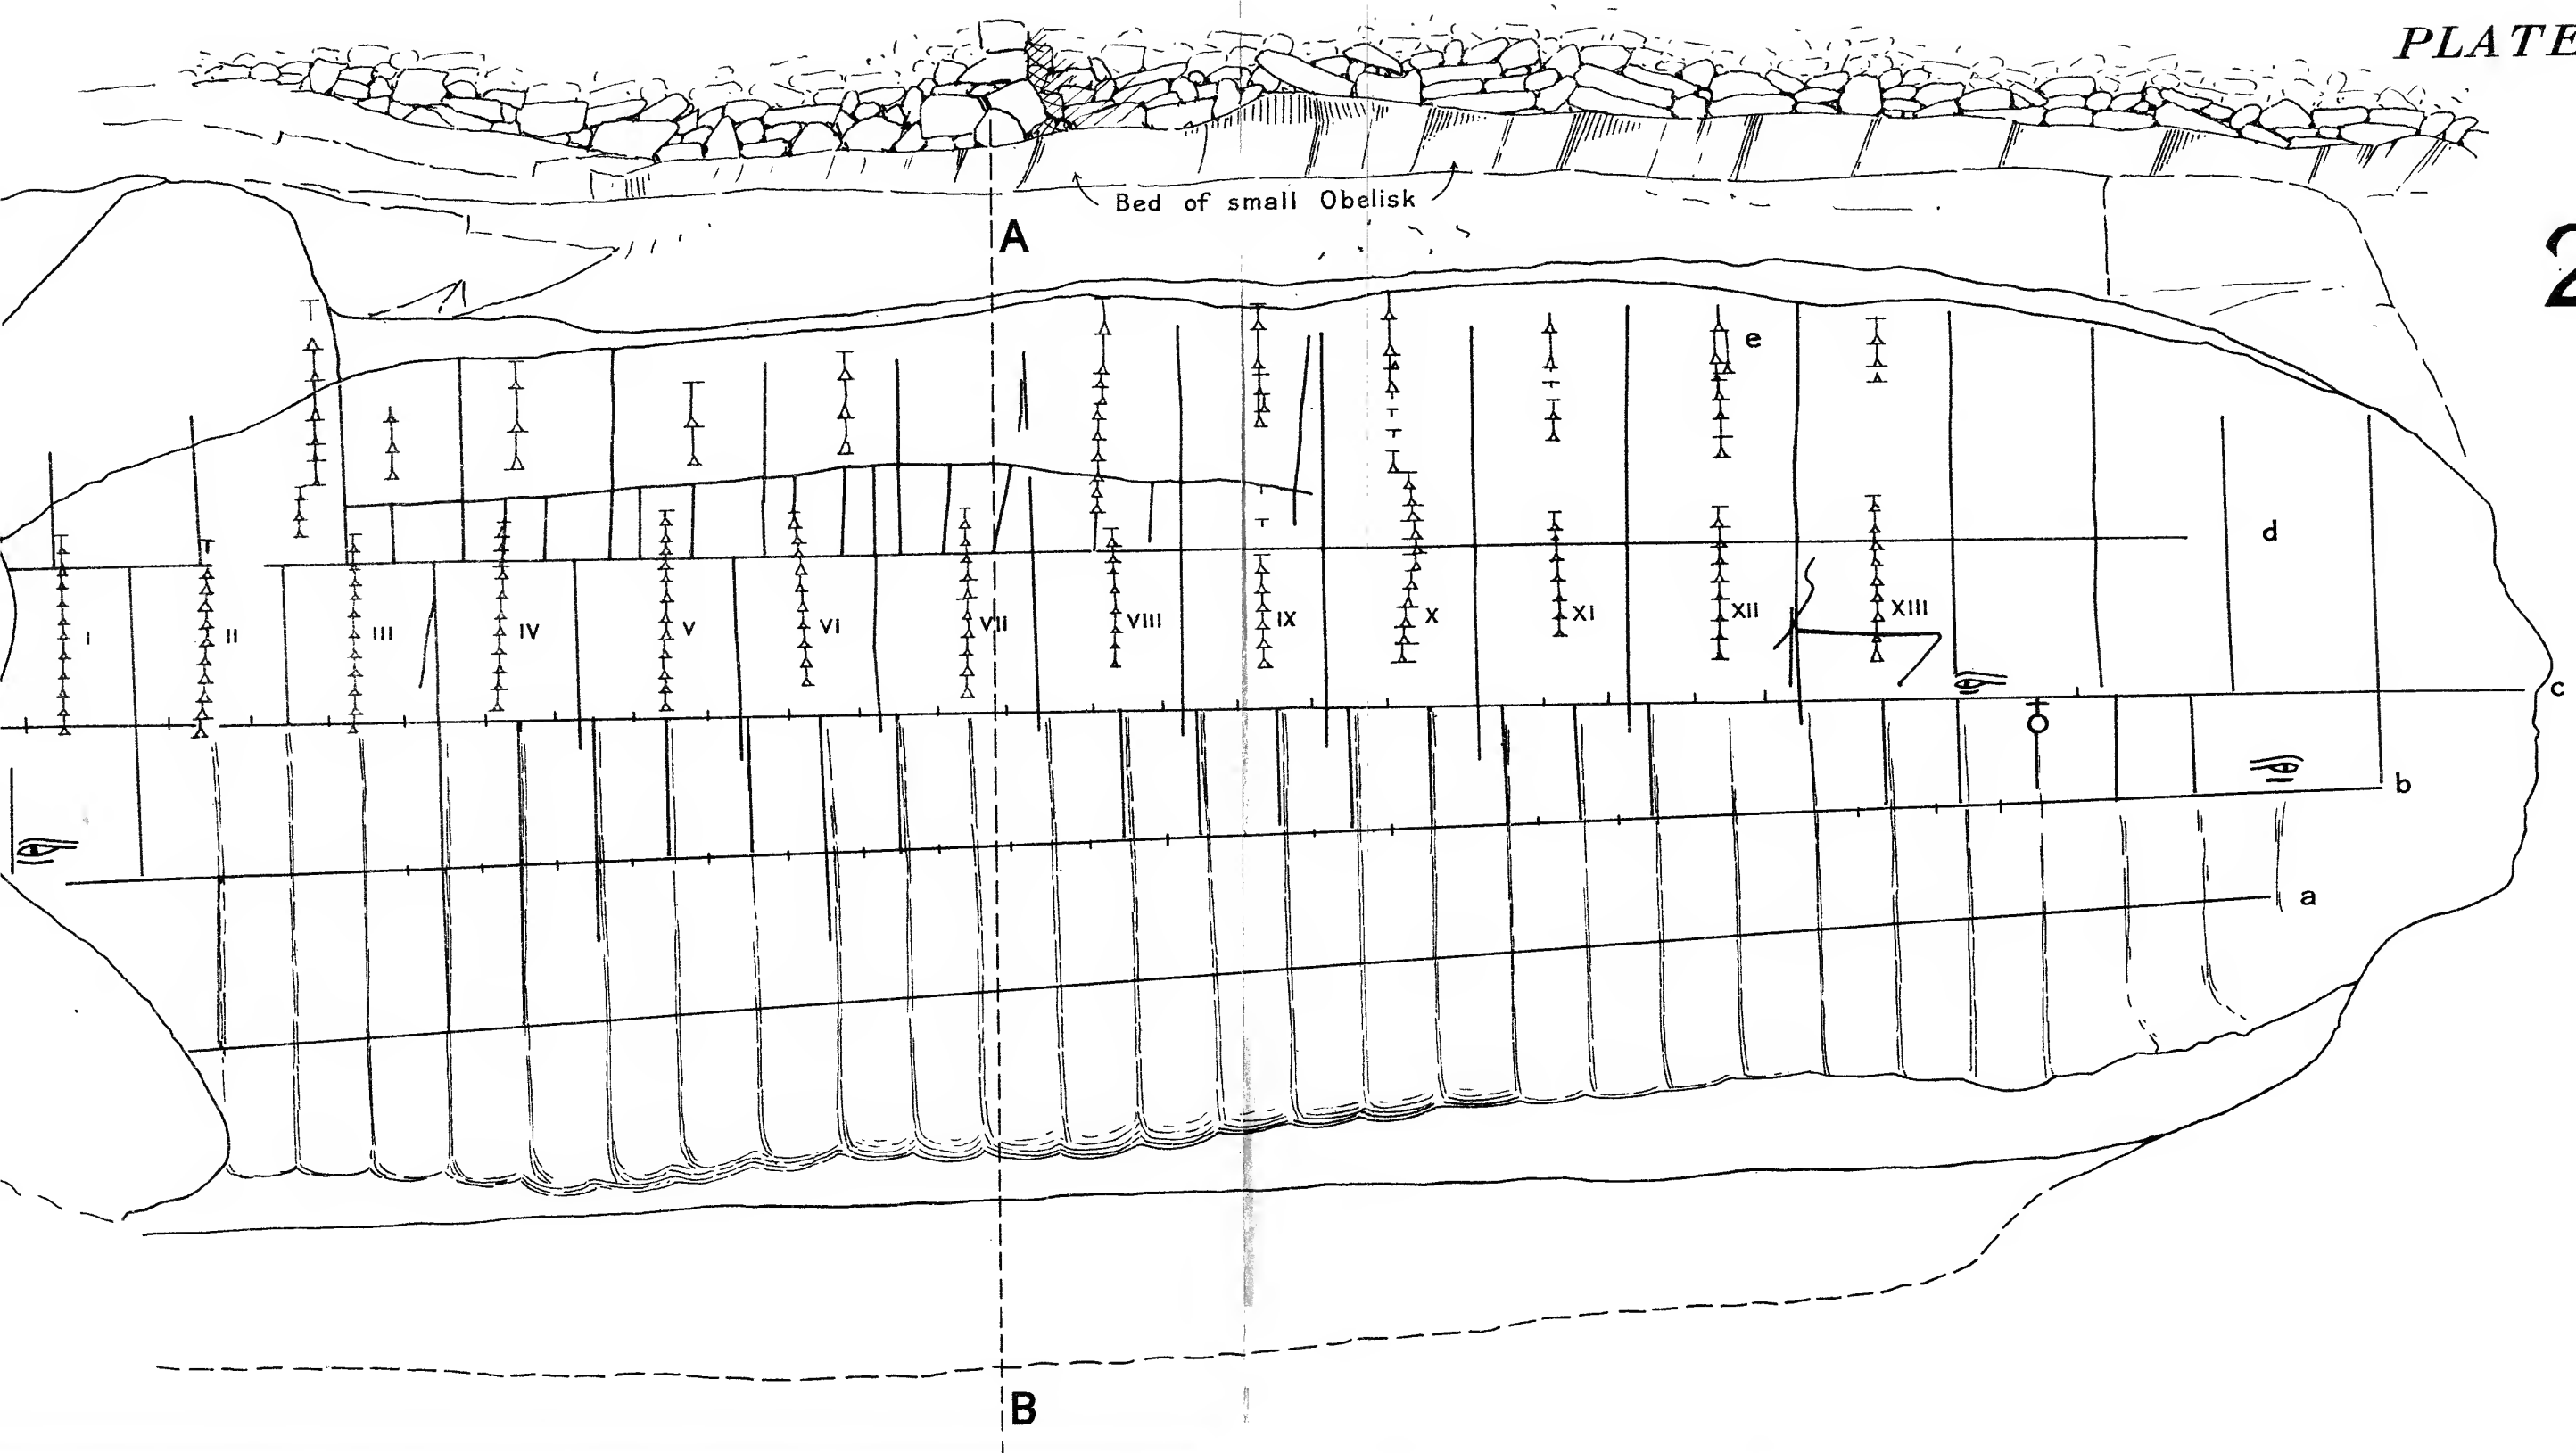 PLATE
2
Bed of small Obelisk
A
e
d
I II III IV V VI VII VIII IX X XI XII XIII
c
b
a
B